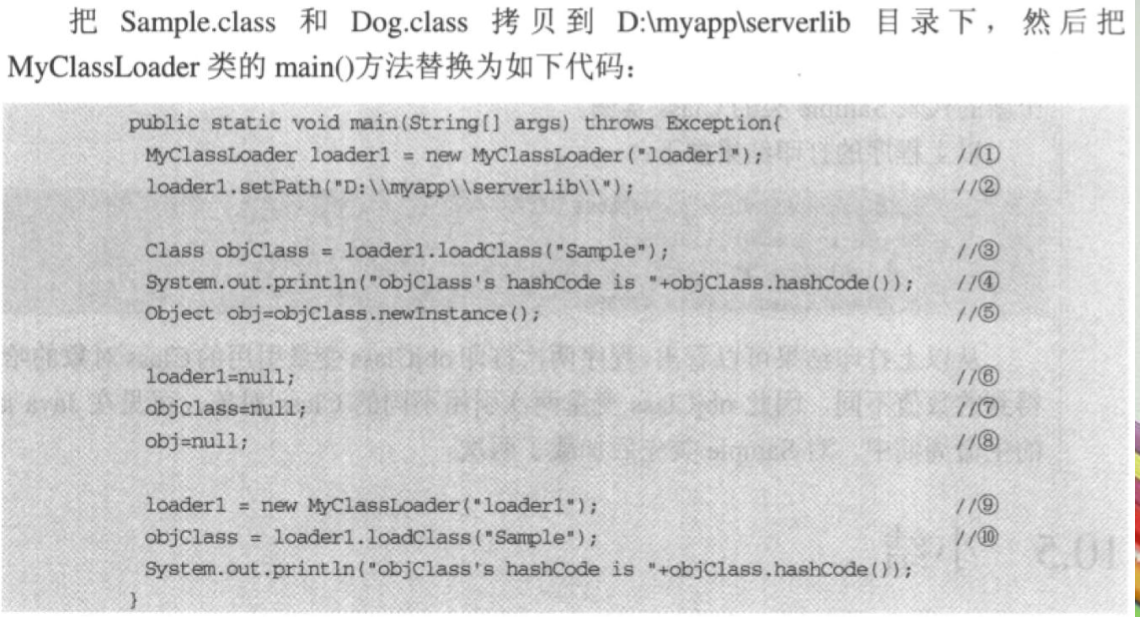 把 Sample.class 和 Dog.class 拷贝到 D:\myapp\serverlib 目录下，然后把
MyClassLoader 类的 main()方法替换为如下代码：
public static void main(String[] args) throws Exception{
MyClassLoader loader1 = new MyClassLoader("loader1"); //①
loader1.setPath("D:\\myapp\\serverlib\\"); //②
Class objClass = loader1.loadClass("Sample"); //③
System.out.println("objClass's hashCode is "+objClass.hashCode()); //④
Object obj=objClass.newInstance(); //⑤
loader1=null; //⑥
objClass=null; //⑦
obj=null; //⑧
loader1 = new MyClassLoader("loader1"); //⑨
objClass = loader1.loadClass("Sample"); //⑩
System.out.println("objClass's hashCode is "+objClass.hashCode());
}